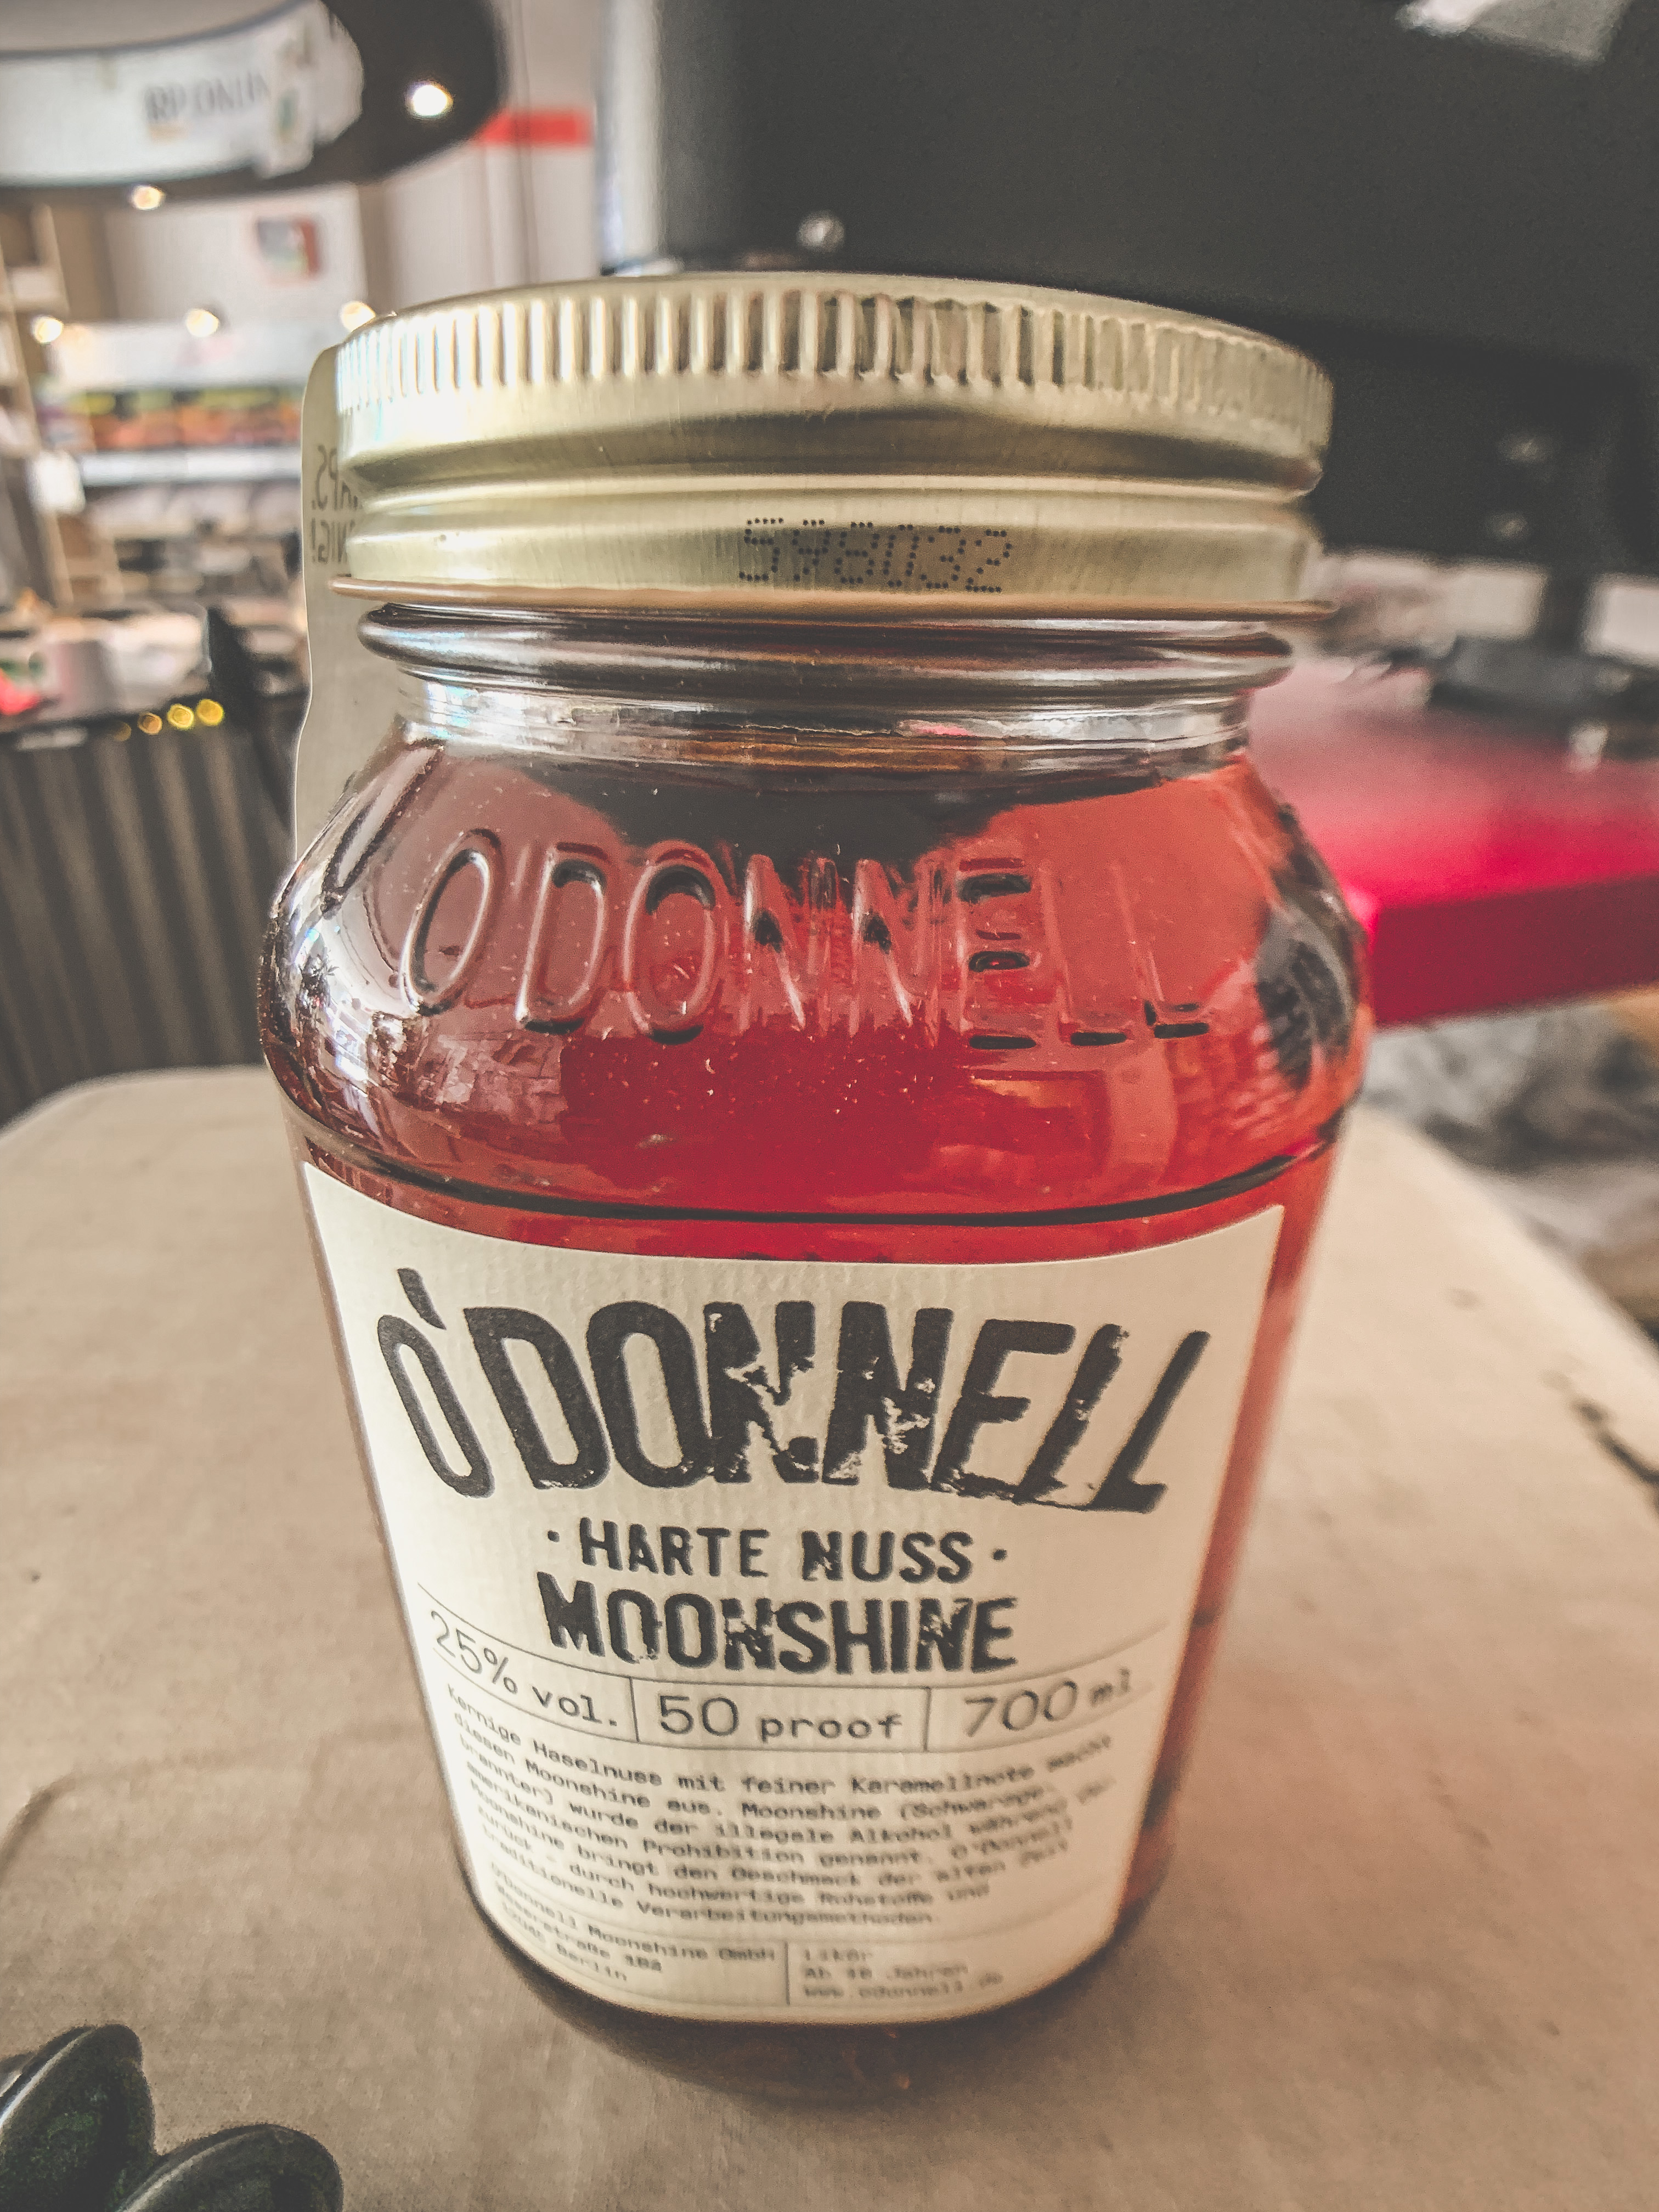 598032
O'DONNELL
O'DONNELL
· HARTE NUSS ·
MOONSHINE
25% vol. 50 proof 700 ml
Kernige Haselnuss mit feiner Karamellnote macht
diesen Moonshine aus. Moonshine (Schwarzge-
brannter) wurde der illegale Alkohol während der
amerikanischen Prohibition genannt. O'Donnell
Moonshine bringt den Geschmack der alten Zeit
zurück - durch hochwertige Rohstoffe und
traditionelle Verarbeitungsmethoden.
O'Donnell Moonshine GmbH
Berlin
Likör
Ab 18 Jahren
www.odonnell.de